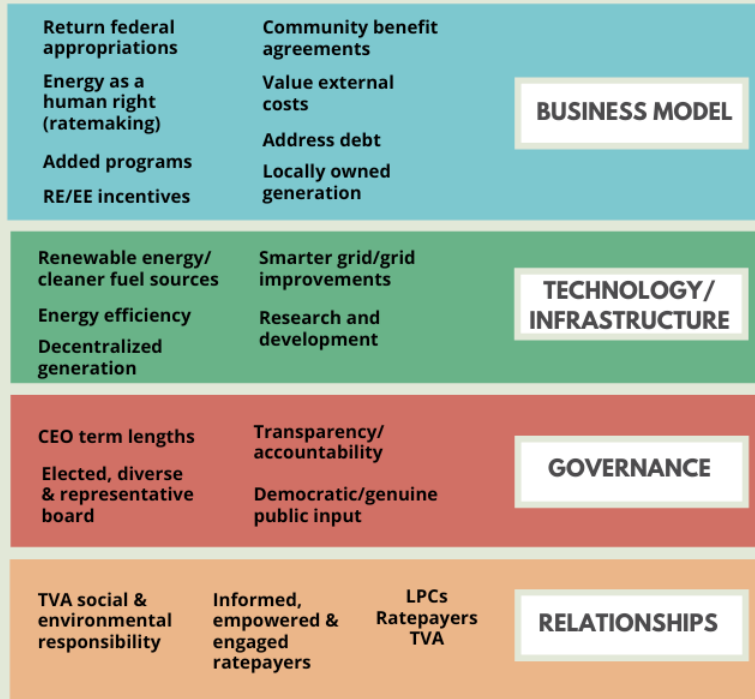 Return federal
appropriations
Energy as a
human right
(ratemaking)
Added programs
RE/EE incentives
Community benefit
agreements
Value external
costs
Address debt
Locally owned
generation
BUSINESS MODEL
Renewable energy/
cleaner fuel sources
Energy efficiency
Decentralized
generation
Smarter grid/grid
improvements
Research and
development
TECHNOLOGY/
INFRASTRUCTURE
CEO term lengths
Elected, diverse
& representative
board
Transparency/
accountability
Democratic/genuine
public input
GOVERNANCE
TVA social &
environmental
responsibility
Informed,
empowered &
engaged
ratepayers
LPCs
Ratepayers
TVA
RELATIONSHIPS